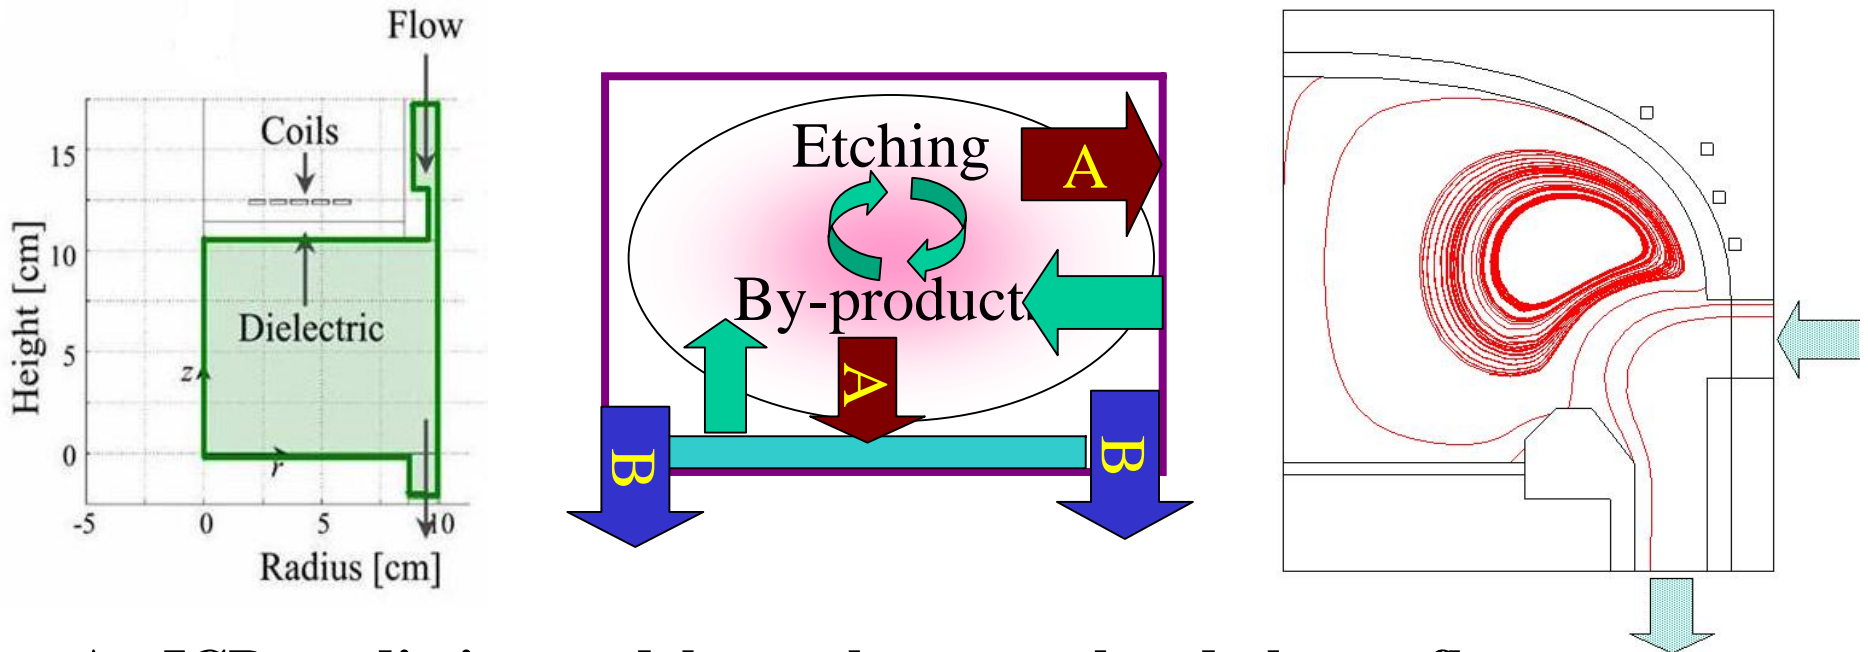 Flow
Coils
15
10
Dielectric
5
z
0
r
-5
0
5
10
Height [cm]
Radius [cm]
Etching
By-product
A
A
B
B